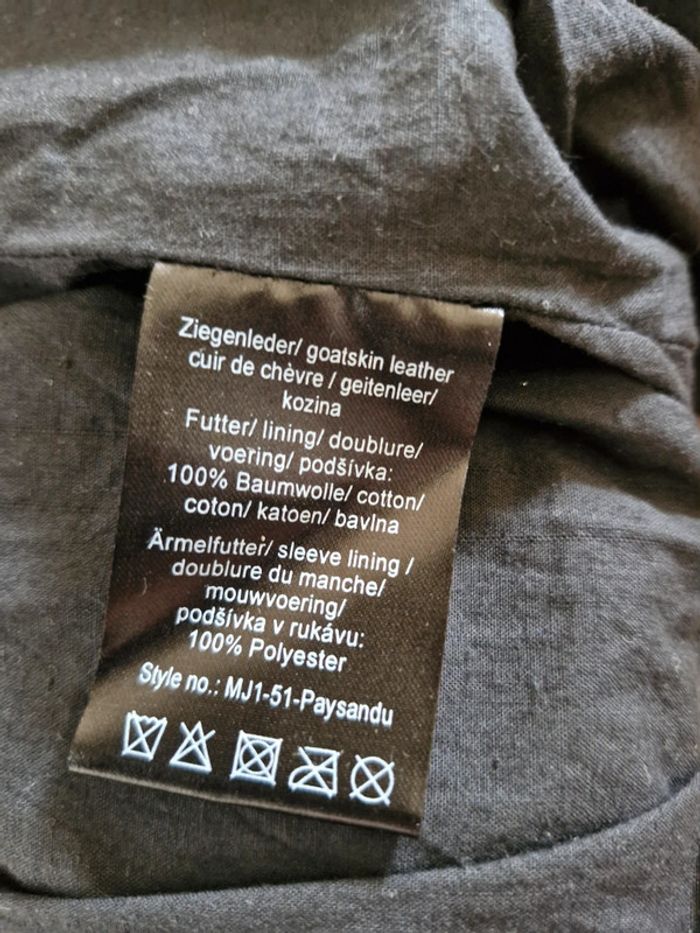 Ziegenleder/ goatskin leather
cuir de chèvre / geitenleer/
kozina
Futter/ lining/ doublure/
voering/ podšívka:
100% Baumwolle/ cotton/
coton/ katoen/ bavlna
Ärmelfutter/ sleeve lining /
doublure du manche/
mouwvoering/
podšívka v rukávu:
100% Polyester
Style no.: MJ1-51-Paysandu